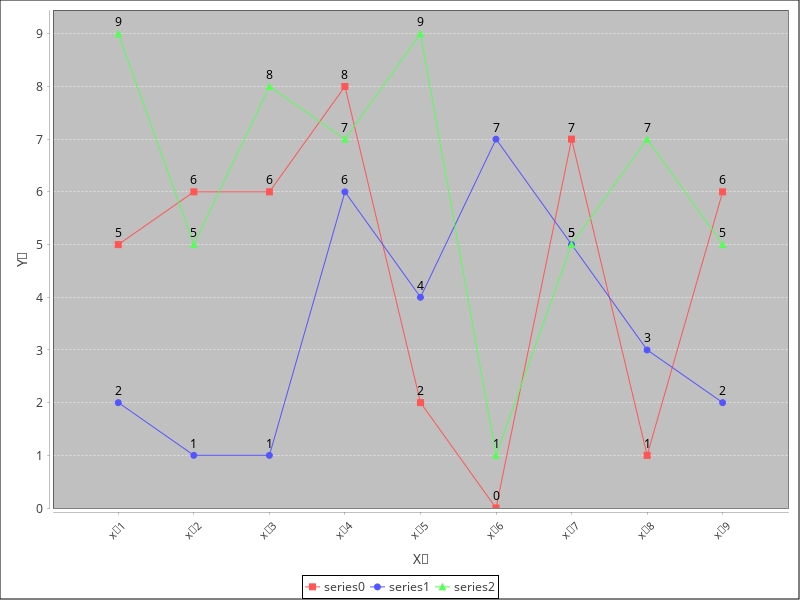 9 9
9
8 8
8
7 7 7 7
7
6 6 6 6
6
5 5 5 5
5
4
4
3
3
2 2 2
2
1 1 1 1
1
0
0
Y▯
x▯1 x▯2 x▯3 x▯4 x▯5 x▯6 x▯7 x▯8 x▯9
X▯
series0 series1 series2